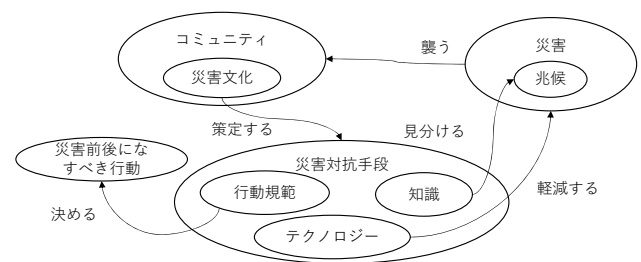 コミュニティ
災害文化
襲う
災害
兆候
策定する
見分ける
災害前後にな
すべき行動
災害対抗手段
行動規範
知識
軽減する
決める
テクノロジー